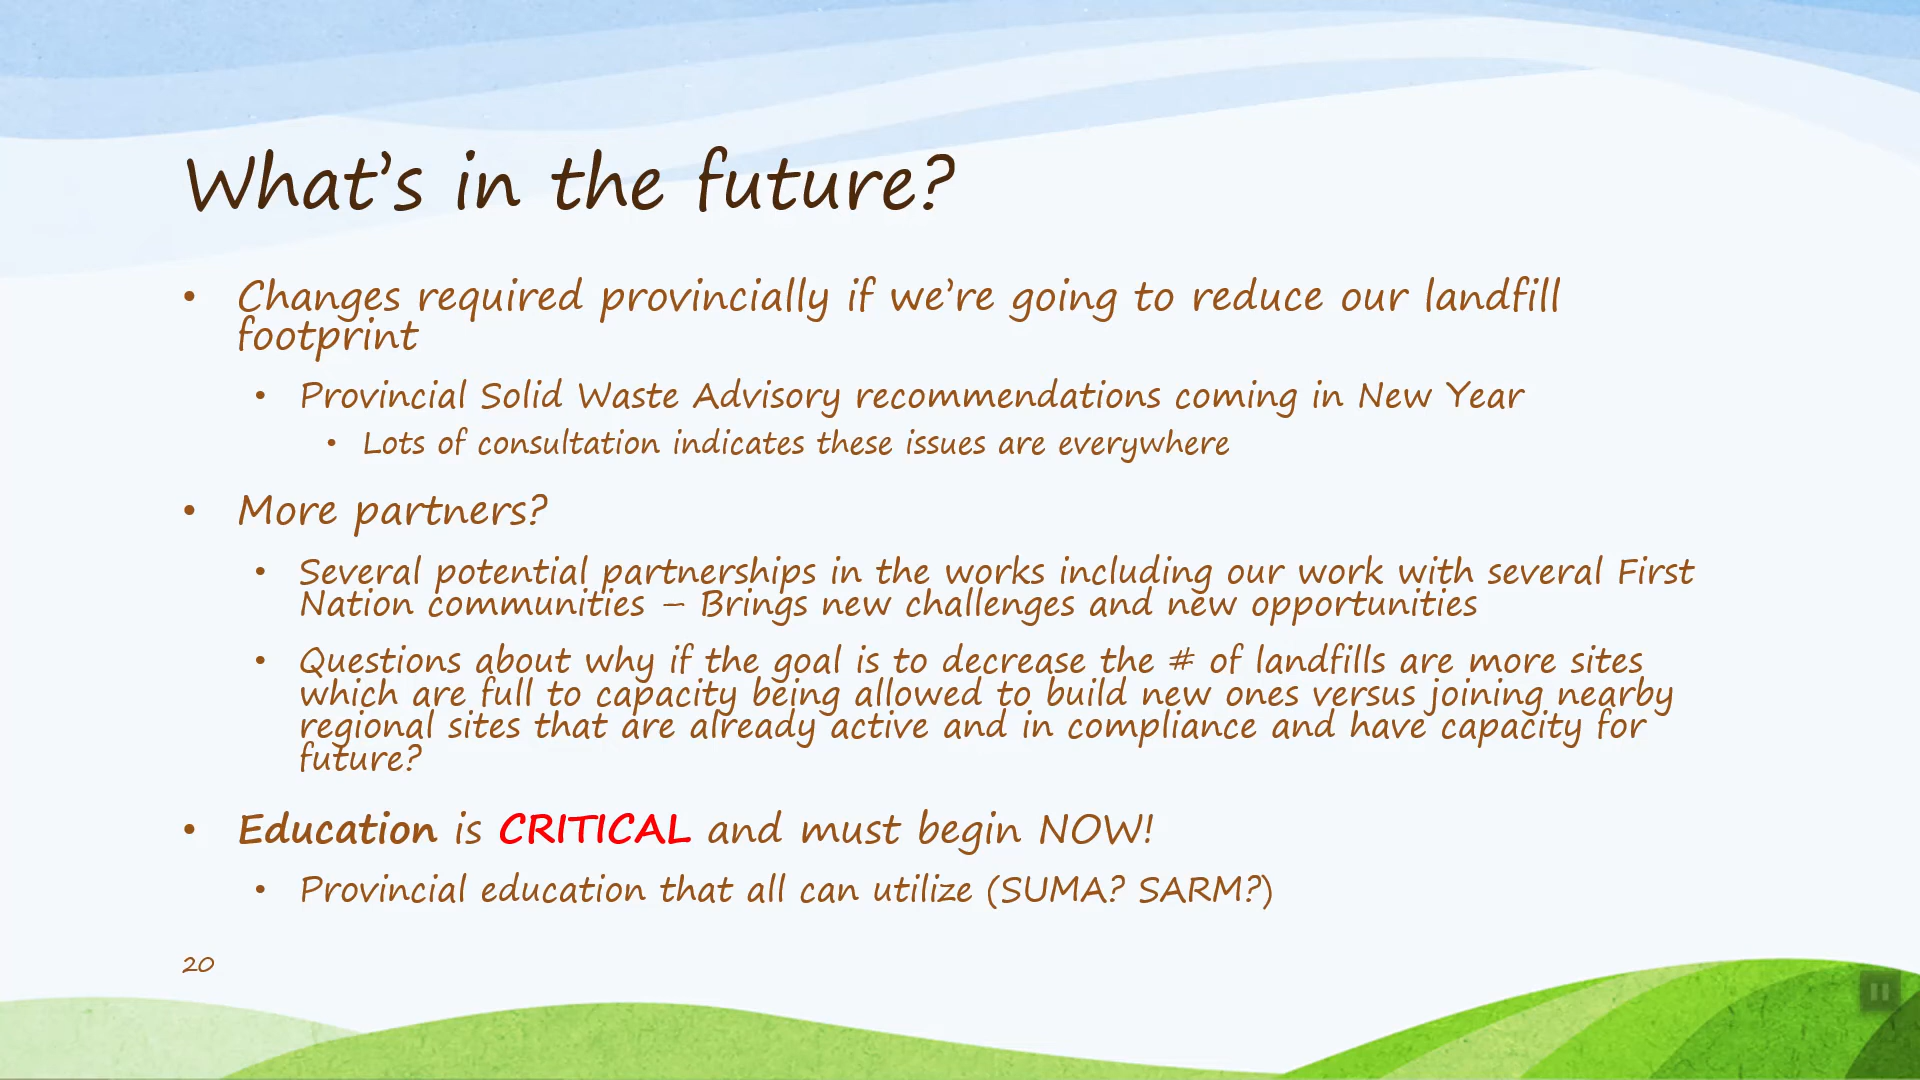 What's in the future?
• Changes required provincially if we're going to reduce our landfill
footprint
• Provincial Solid Waste Advisory recommendations coming in New Year
• Lots of consultation indicates these issues are everywhere
• More partners?
• Several potential partnerships in the works including our work with several First
Nation communities – Brings new challenges and new opportunities
• Questions about why if the goal is to decrease the # of landfills are more sites
which are full to capacity being allowed to build new ones versus joining nearby
regional sites that are already active and in compliance and have capacity for
future?
• Education is CRITICAL and must begin NOW!
• Provincial education that all can utilize (SUMA? SARM?)
20